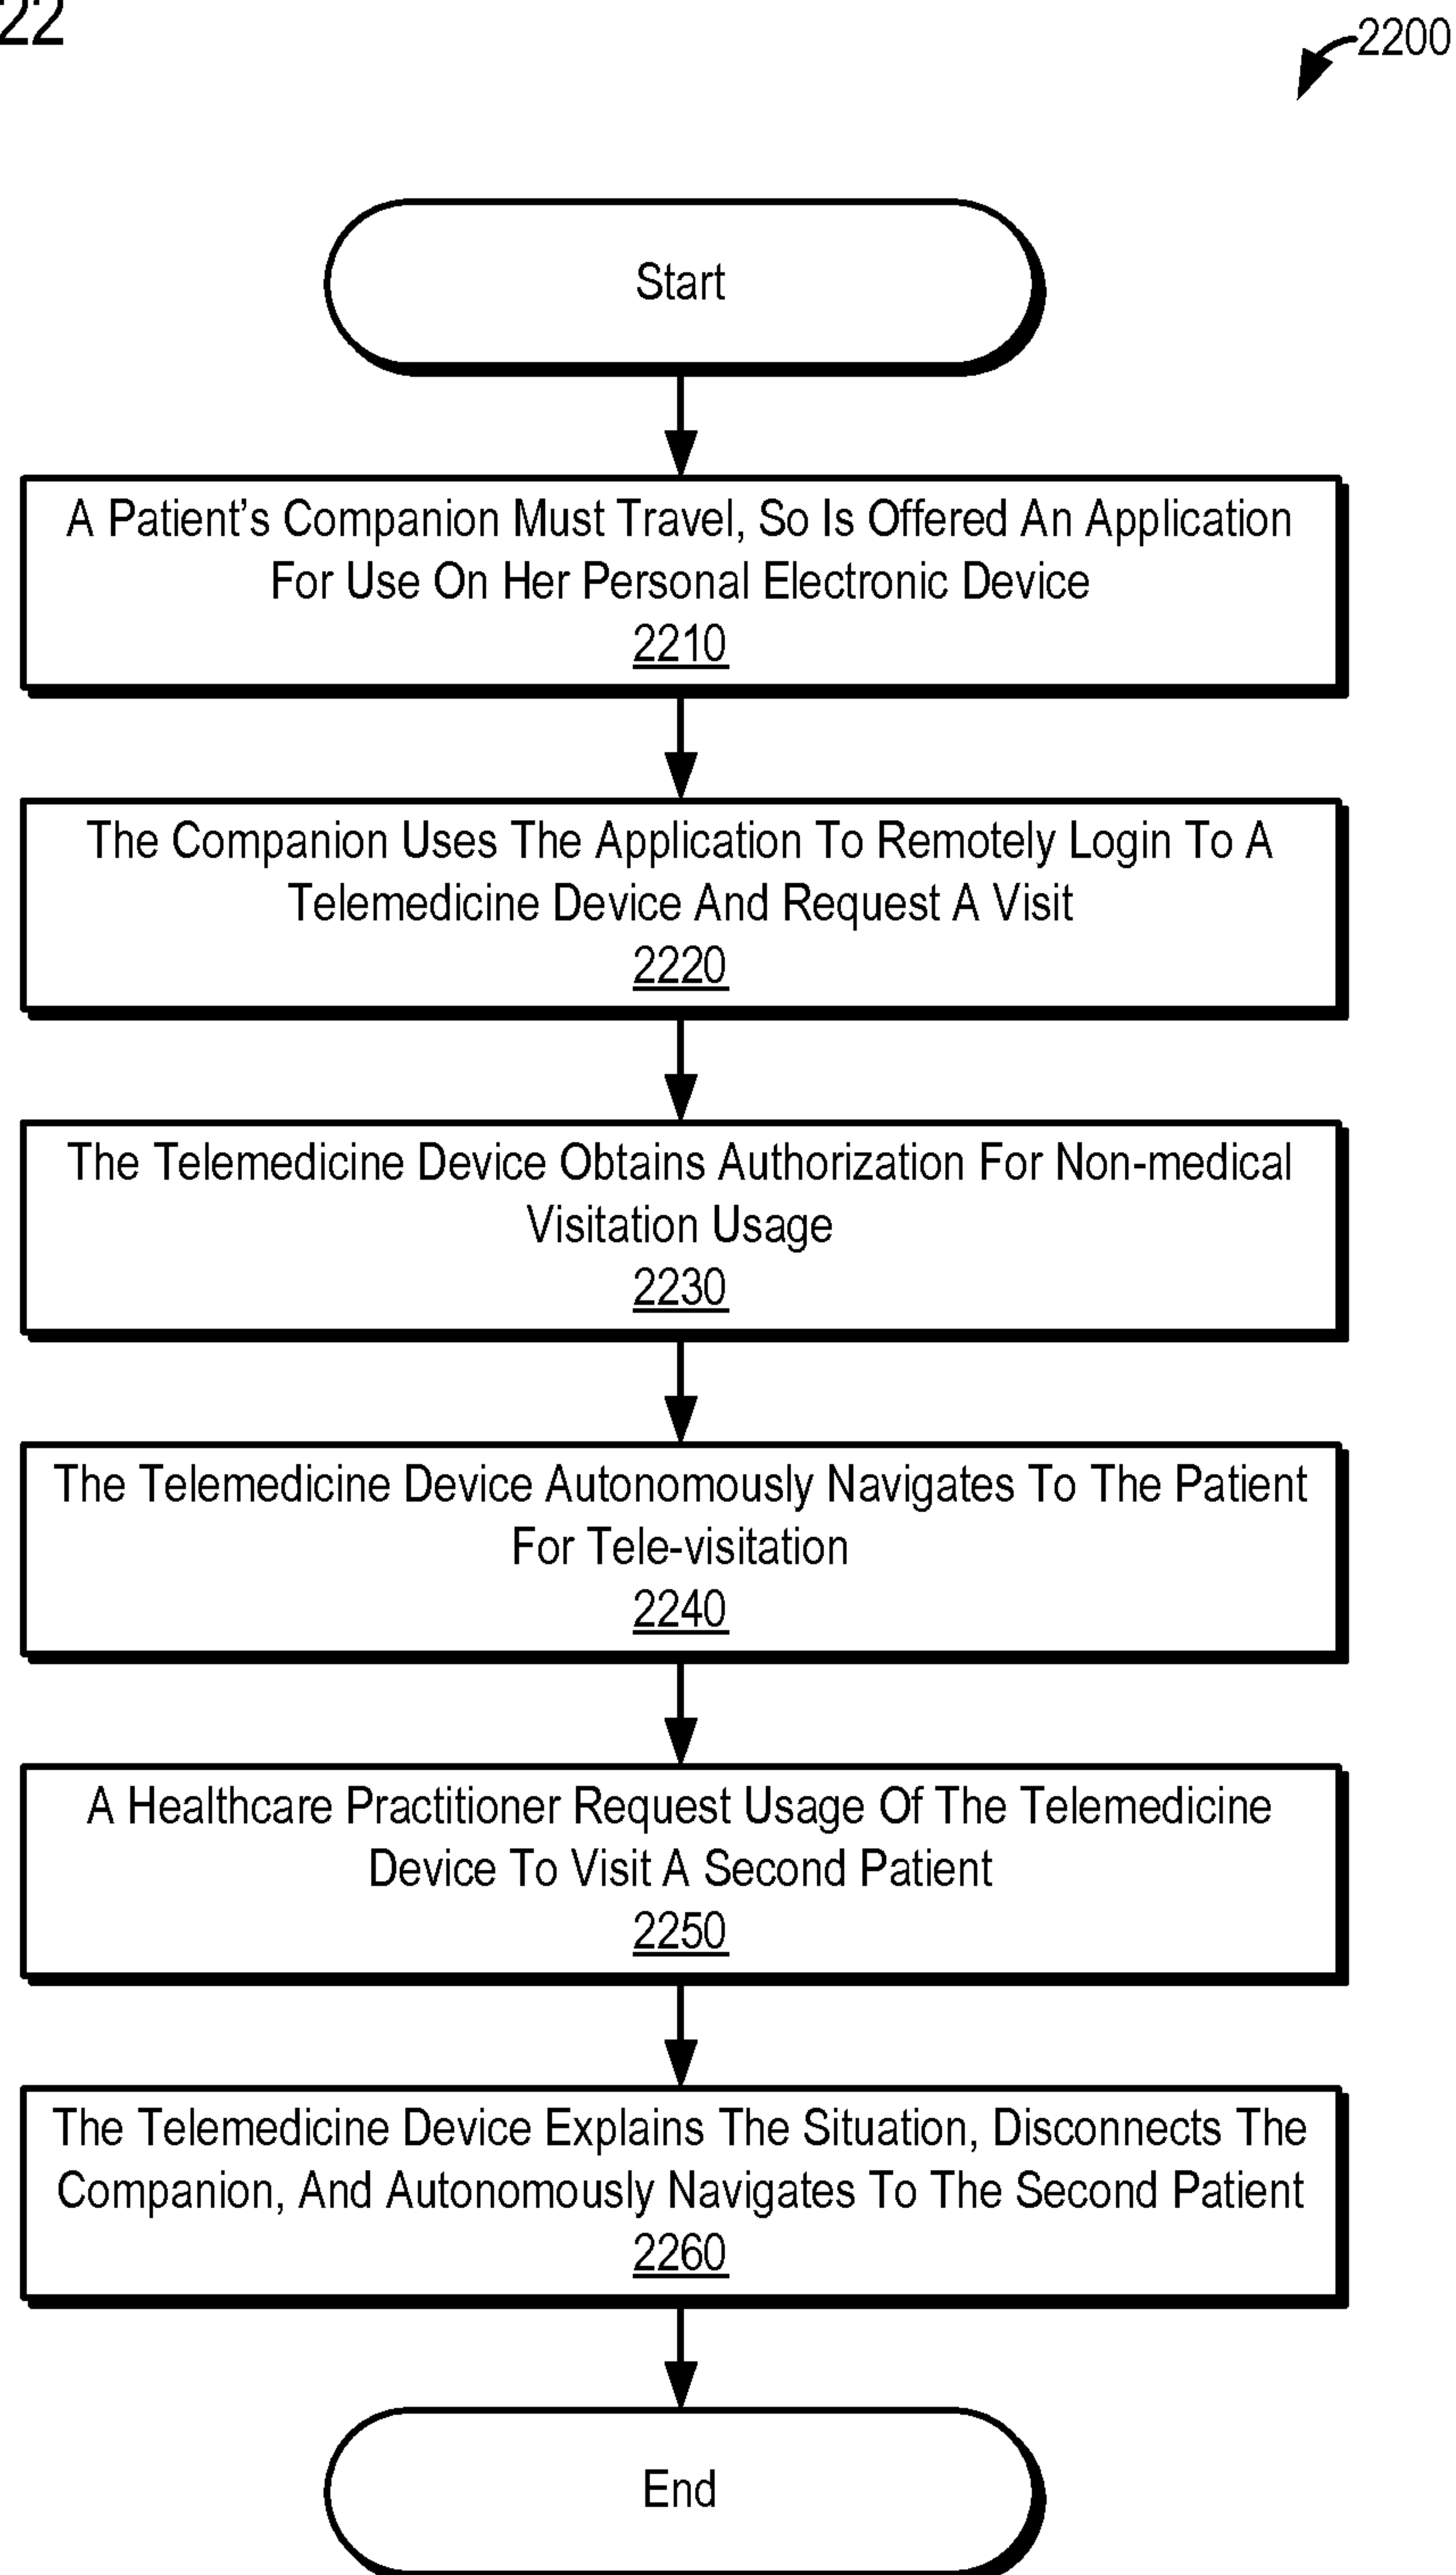 22
2200
Start
A Patient's Companion Must Travel, So Is Offered An Application
For Use On Her Personal Electronic Device
2210
The Companion Uses The Application To Remotely Login To A
Telemedicine Device And Request A Visit
2220
The Telemedicine Device Obtains Authorization For Non-medical
Visitation Usage
2230
The Telemedicine Device Autonomously Navigates To The Patient
For Tele-visitation
2240
A Healthcare Practitioner Request Usage Of The Telemedicine
Device To Visit A Second Patient
2250
The Telemedicine Device Explains The Situation, Disconnects The
Companion, And Autonomously Navigates To The Second Patient
2260
End